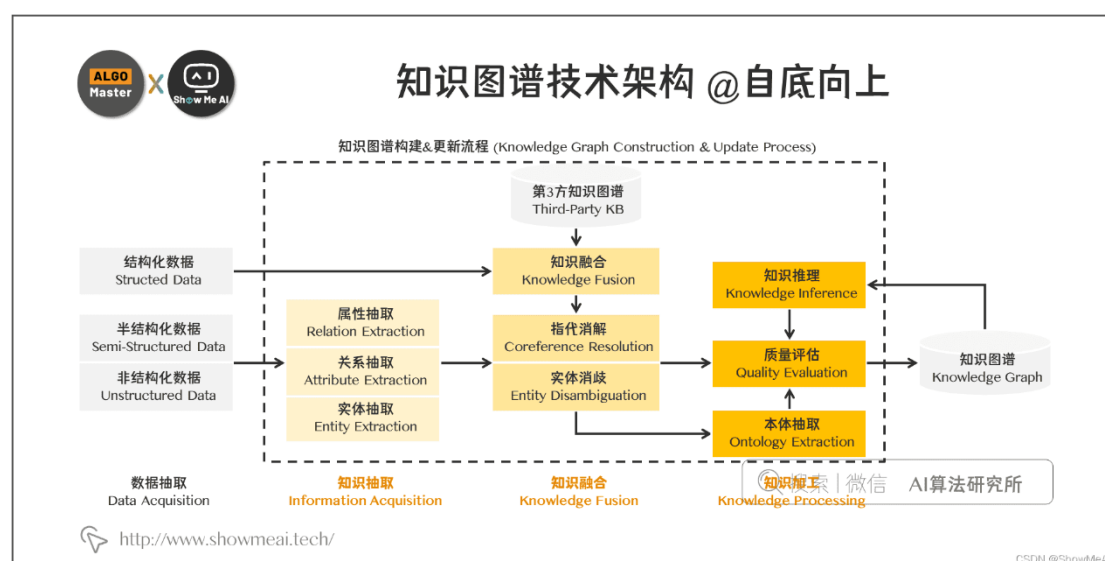 ALGO
Master
X
Show Me AI
知识图谱技术架构 @自底向上
知识图谱构建&更新流程 (Knowledge Graph Construction & Update Process)
第3方知识图谱
Third-Party KB
结构化数据
Structed Data
知识融合
Knowledge Fusion
知识推理
Knowledge Inference
半结构化数据
Semi-Structured Data
非结构化数据
Unstructured Data
属性抽取
Relation Extraction
关系抽取
Attribute Extraction
实体抽取
Entity Extraction
指代消解
Coreference Resolution
实体消歧
Entity Disambiguation
质量评估
Quality Evaluation
本体抽取
Ontology Extraction
知识图谱
Knowledge Graph
数据抽取
Data Acquisition
知识抽取
Information Acquisition
知识融合
Knowledge Fusion
知识加工
Knowledge Processing
搜索 | 微信 AI算法研究所
http://www.showmeai.tech/
CSDN @ShowMeA